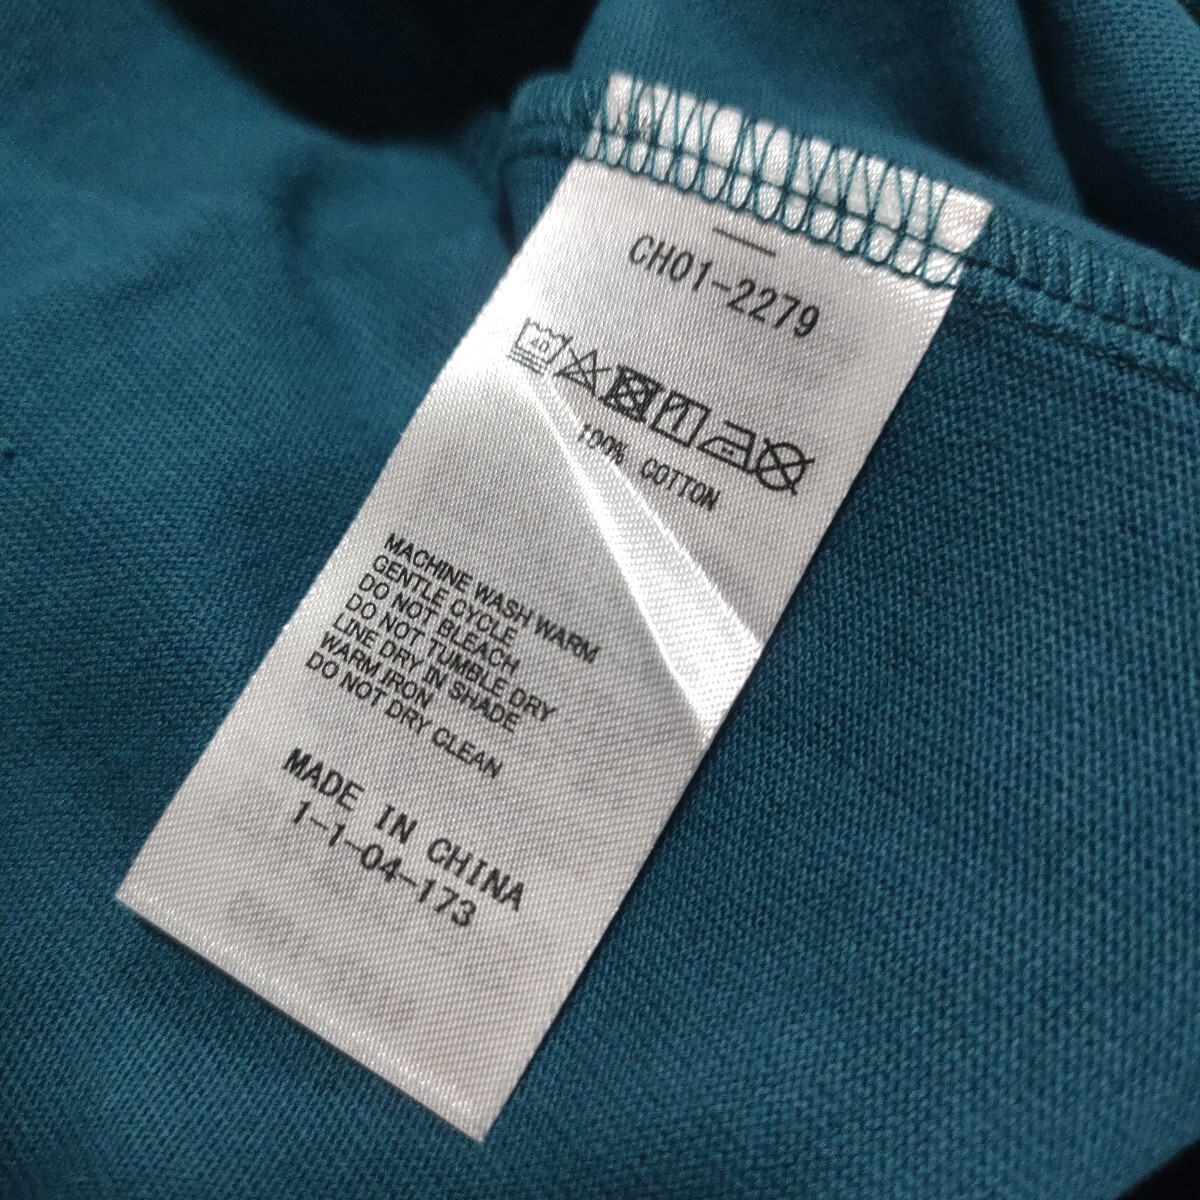 CH01-2279
40
100% COTTON
MACHINE WASH WARM
GENTLE CYCLE
DO NOT BLEACH
DO NOT TUMBLE DRY
LINE DRY IN SHADE
WARM IRON
DO NOT DRY CLEAN
MADE IN CHINA
1-1-04-173